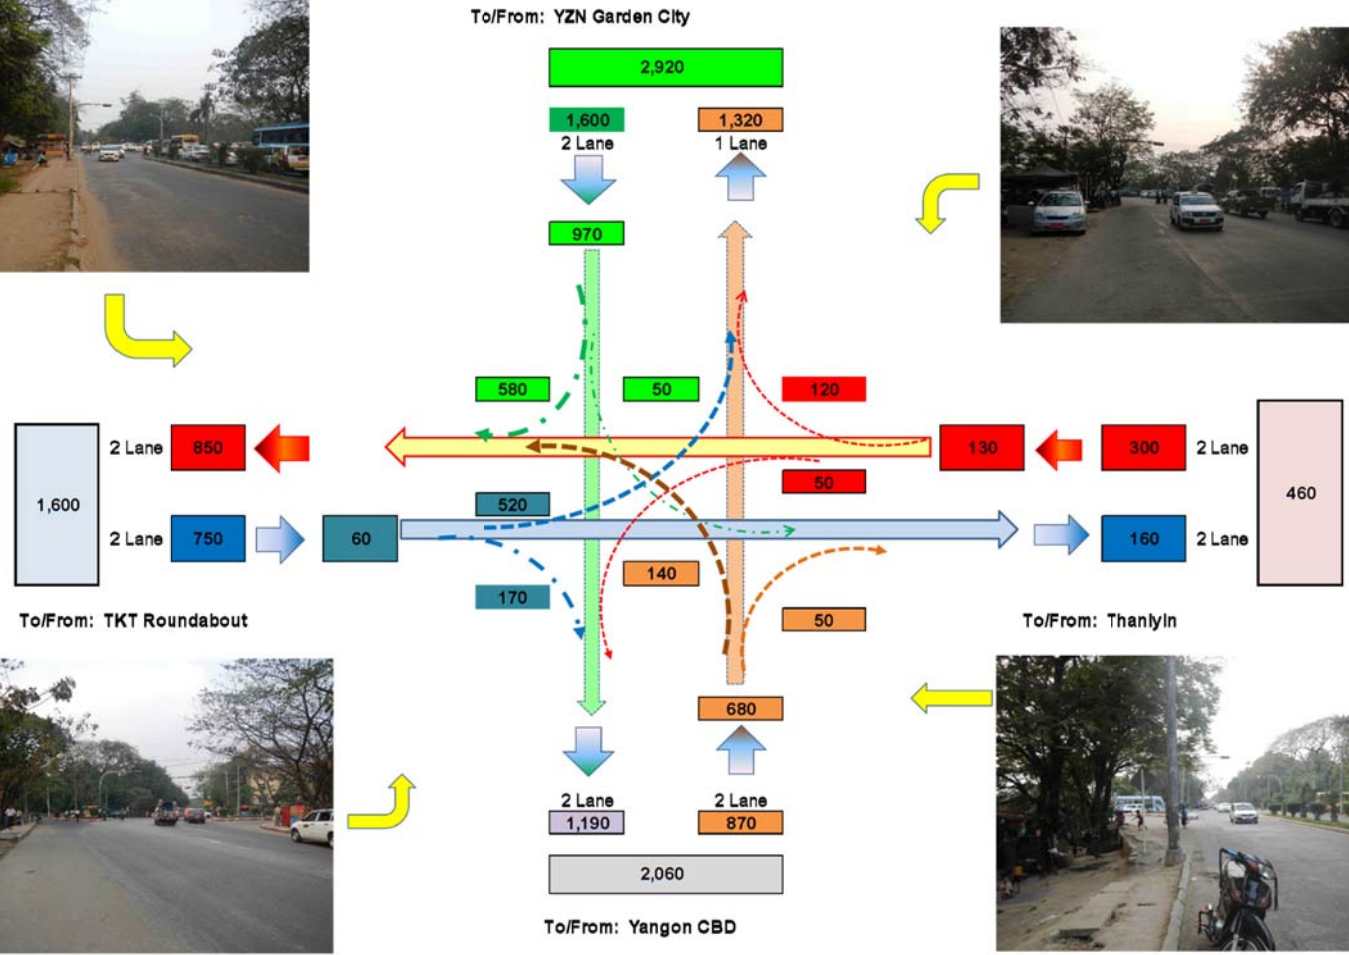 To/From: YZN Garden City
2,920
1,600
1,320
2 Lane
1 Lane
970
580
50
120
1,600
2 Lane
850
130
300
2 Lane
460
50
520
2 Lane
750
60
160
2 Lane
140
170
50
To/From: TKT Roundabout
To/From: Thanlyin
680
2 Lane
2 Lane
1,190
870
2,060
To/From: Yangon CBD